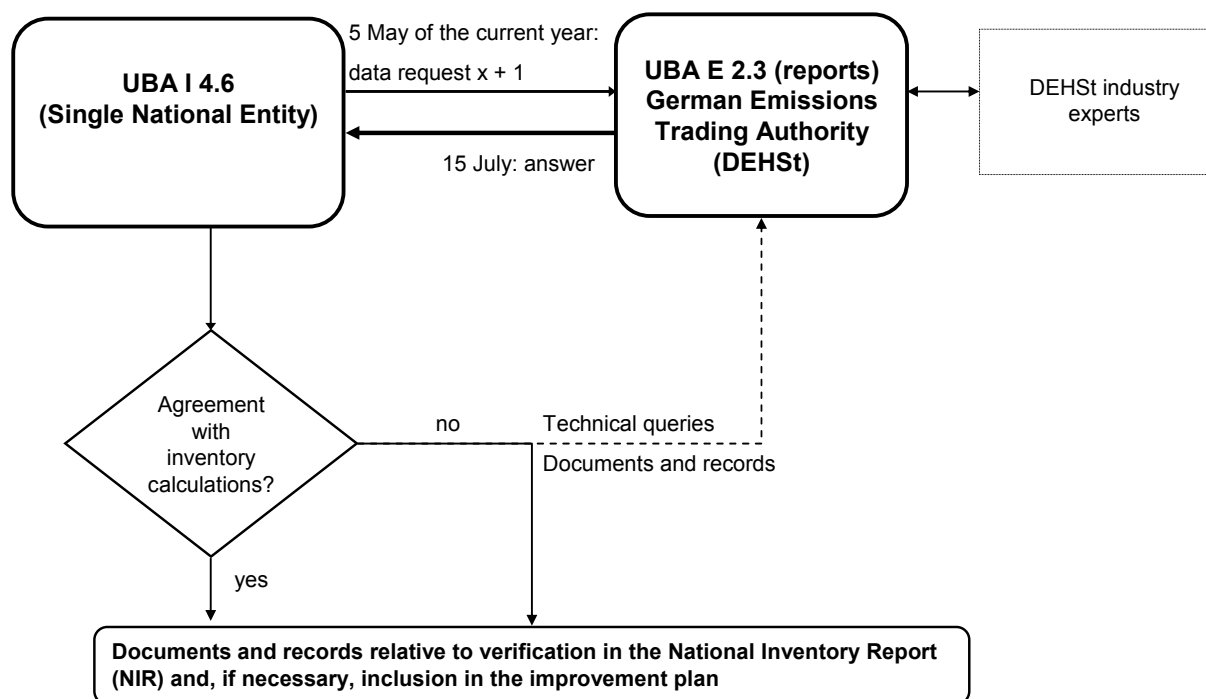 5 May of the current year:
data request x + 1
UBA I 4.6
(Single National Entity)
15 July: answer
UBA E 2.3 (reports)
German Emissions
Trading Authority
(DEHSt)
DEHSt industry
experts
Agreement
with
inventory
calculations?
no
Technical queries
Documents and records
yes
Documents and records relative to verification in the National Inventory Report
(NIR) and, if necessary, inclusion in the improvement plan